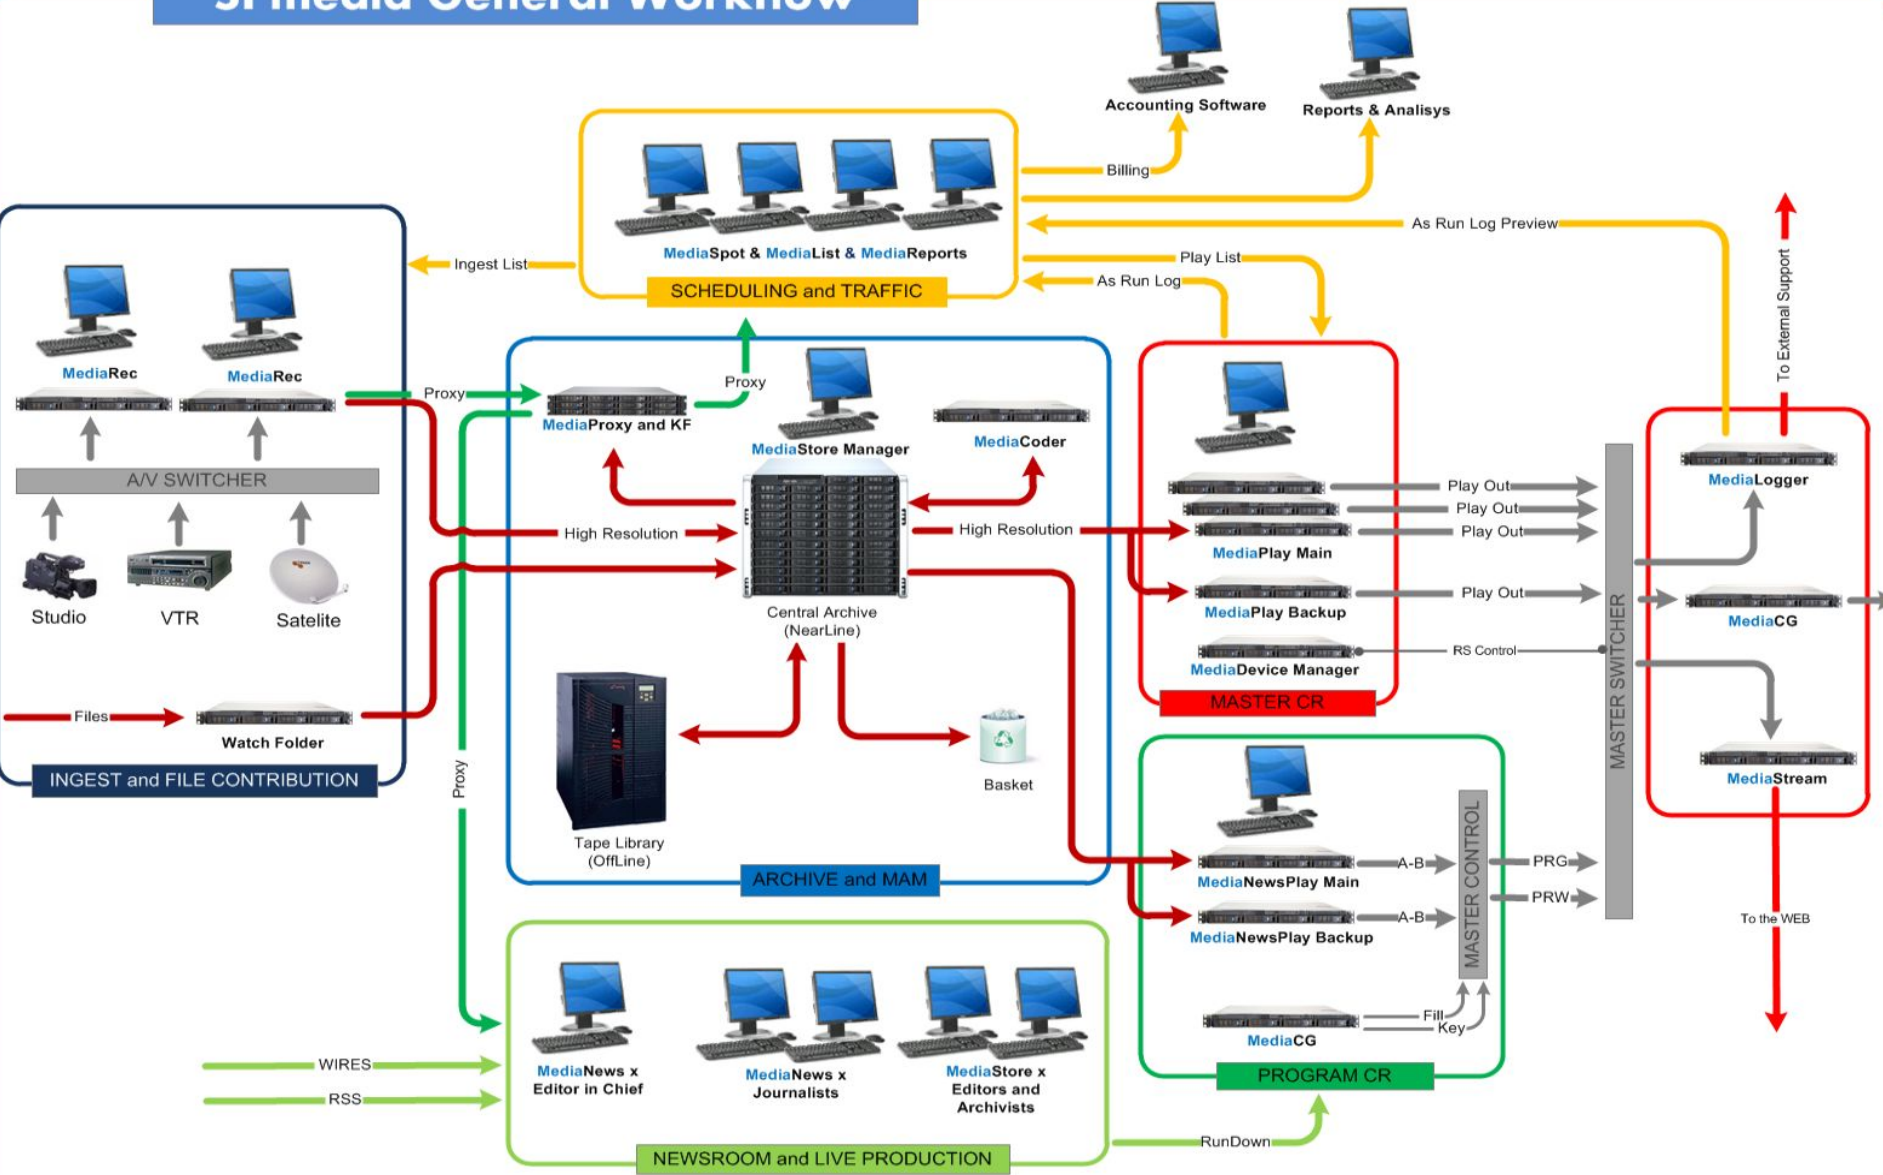 SI media General Workflow
Accounting Software
Reports & Analisys
Billing
As Run Log Preview
MediaSpot & MediaList & MediaReports
SCHEDULING and TRAFFIC
Ingest List
Play List
As Run Log
To External Support
MediaRec
MediaRec
Proxy
Proxy
MediaProxy and KF
MediaStore Manager
MediaCoder
A/V SWITCHER
High Resolution
High Resolution
Studio
VTR
Satelite
Central Archive
(NearLine)
Files
Watch Folder
INGEST and FILE CONTRIBUTION
Proxy
Tape Library
(OffLine)
Basket
ARCHIVE and MAM
Play Out
Play Out
Play Out
MediaPlay Main
Play Out
MediaPlay Backup
RS Control
MediaDevice Manager
MASTER CR
MASTER SWITCHER
MediaLogger
MediaCG
MediaStream
To the WEB
MediaNewsPlay Main
A-B
MediaNewsPlay Backup
A-B
MASTER CONTROL
PRG
PRW
Fill
Key
MediaCG
PROGRAM CR
WIRES
RSS
MediaNews x
Editor in Chief
MediaNews x
Journalists
MediaStore x
Editors and
Archivists
RunDown
NEWSROOM and LIVE PRODUCTION